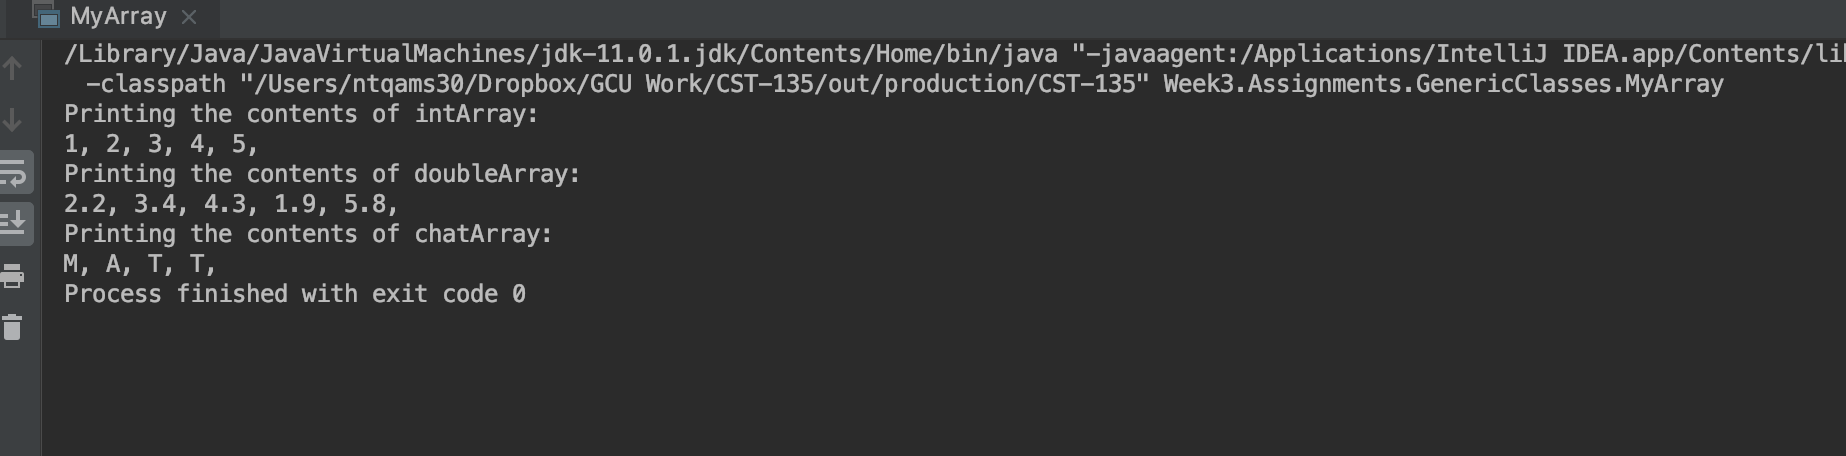 MyArray
/Library/Java/JavaVirtualMachines/jdk-11.0.1.jdk/Contents/Home/bin/java "-javaagent:/Applications/IntelliJ IDEA.app/Contents/lib
-classpath "/Users/ntqams30/Dropbox/GCU Work/CST-135/out/production/CST-135" Week3.Assignments.GenericClasses.MyArray
Printing the contents of intArray:
1, 2, 3, 4, 5,
Printing the contents of doubleArray:
2.2, 3.4, 4.3, 1.9, 5.8,
Printing the contents of chatArray:
M, A, T, T,
Process finished with exit code 0